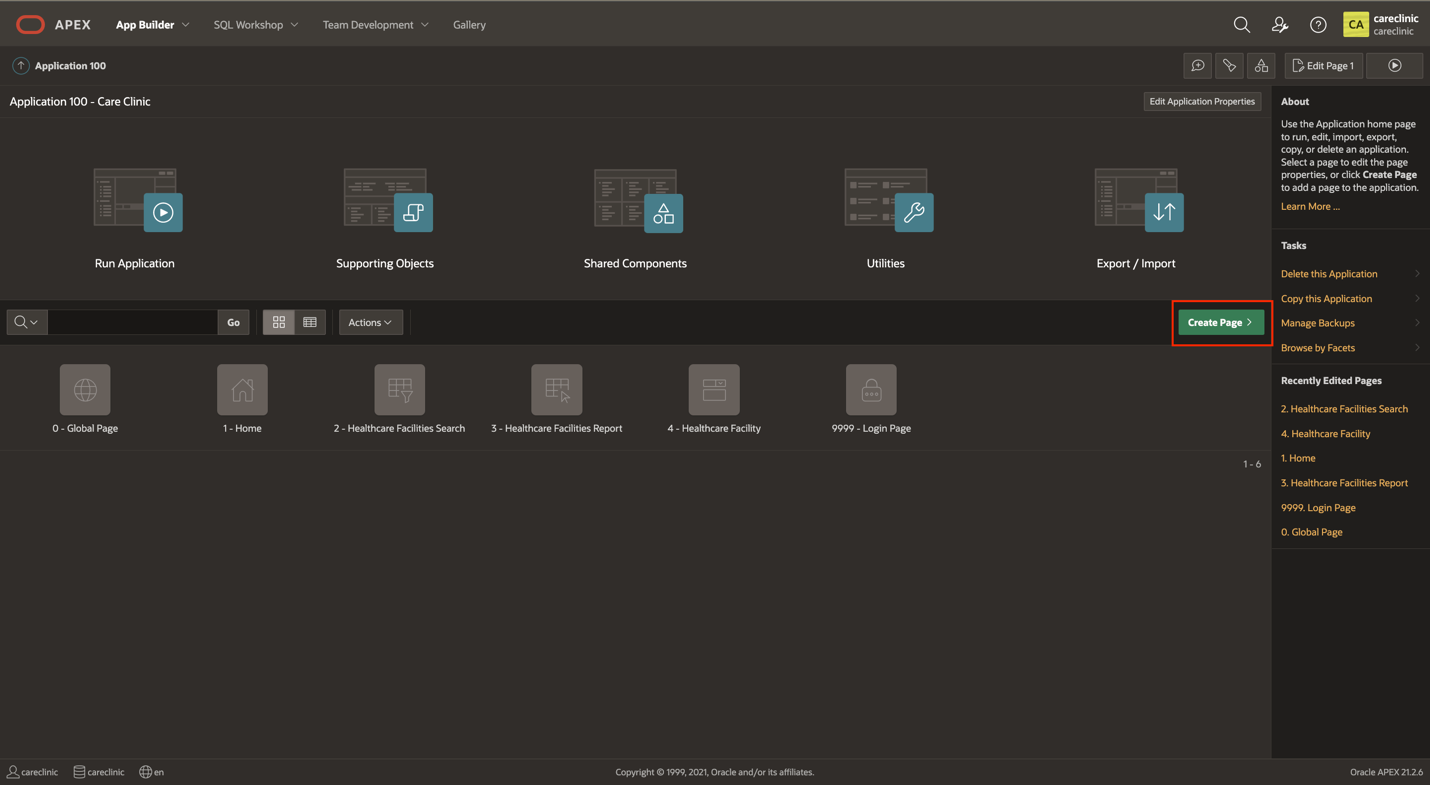 APEX App Builder SQL Workshop Team Development Gallery CA careclinic
careclinic
Application 100 Edit Page 1
Application 100 - Care Clinic Edit Application Properties
Run Application Supporting Objects Shared Components Utilities Export / Import
Go Actions Create Page
0 - Global Page 1 - Home 2 - Healthcare Facilities Search 3 - Healthcare Facilities Report 4 - Healthcare Facility 9999 - Login Page
1 - 6
About
Use the Application home page
to run, edit, import, export,
copy, or delete an application.
Select a page to edit the page
properties, or click Create Page
to add a page to the application.
Learn More ...
Tasks
Delete this Application
Copy this Application
Manage Backups
Browse by Facets
Recently Edited Pages
2. Healthcare Facilities Search
4. Healthcare Facility
1. Home
3. Healthcare Facilities Report
9999. Login Page
0. Global Page
careclinic careclinic en Copyright © 1999, 2021, Oracle and/or its affiliates. Oracle APEX 21.2.6